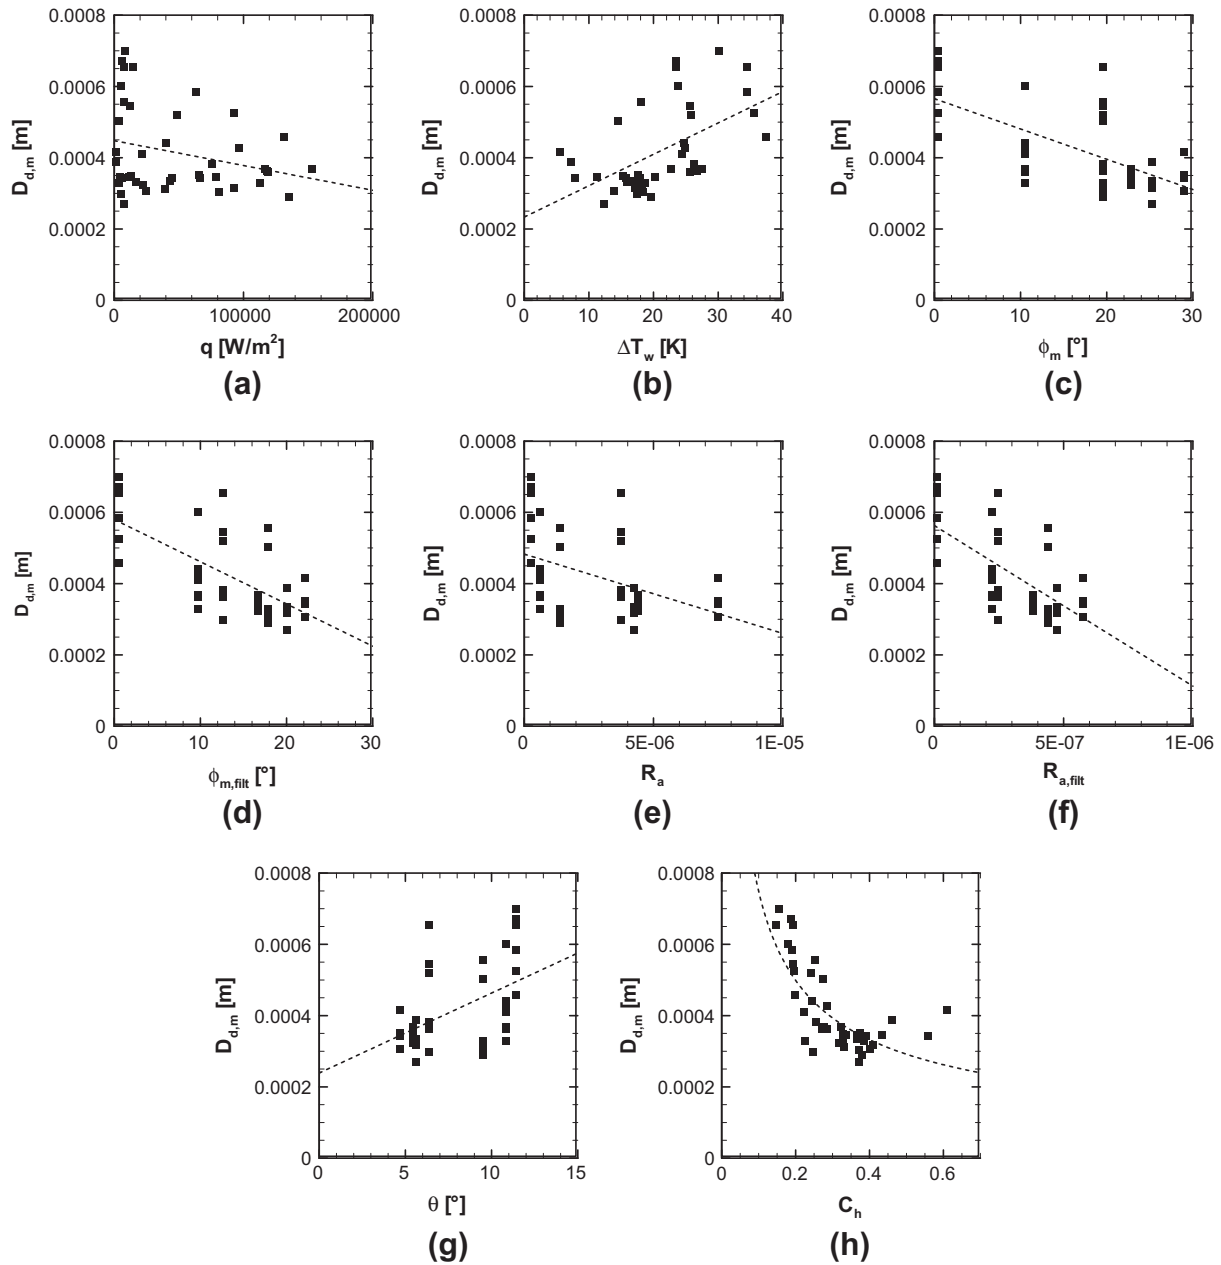 0.0008
0.0006
0.0004
0.0002
0
D_d,m [m]
0 100000 200000
q [W/m²]
(a)
0.0008
0.0006
0.0004
0.0002
0
D_d,m [m]
0 10 20 30 40
ΔT_w [K]
(b)
0.0008
0.0006
0.0004
0.0002
0
D_d,m [m]
0 10 20 30
ϕ_m [°]
(c)
0.0008
0.0006
0.0004
0.0002
0
D_d,m [m]
0 10 20 30
ϕ_m,filt [°]
(d)
0.0008
0.0006
0.0004
0.0002
0
D_d,m [m]
0 5E-06 1E-05
R_a
(e)
0.0008
0.0006
0.0004
0.0002
0
D_d,m [m]
0 5E-07 1E-06
R_a,filt
(f)
0.0008
0.0006
0.0004
0.0002
0
D_d,m [m]
0 5 10 15
θ [°]
(g)
0.0008
0.0006
0.0004
0.0002
0
D_d,m [m]
0 0.2 0.4 0.6
C_h
(h)